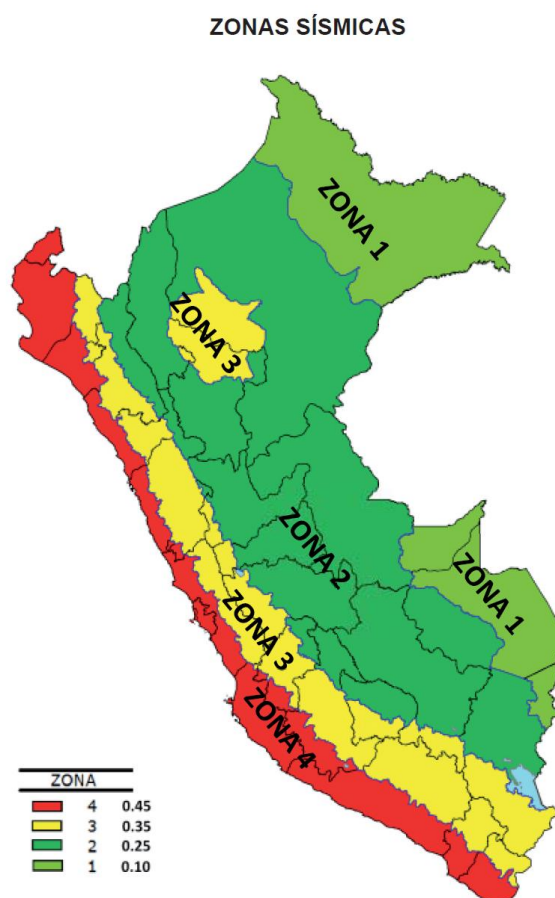 ZONAS SÍSMICAS
ZONA 1
ZONA 3
ZONA 2
ZONA 1
ZONA 3
ZONA 4
ZONA
4 0.45
3 0.35
2 0.25
1 0.10